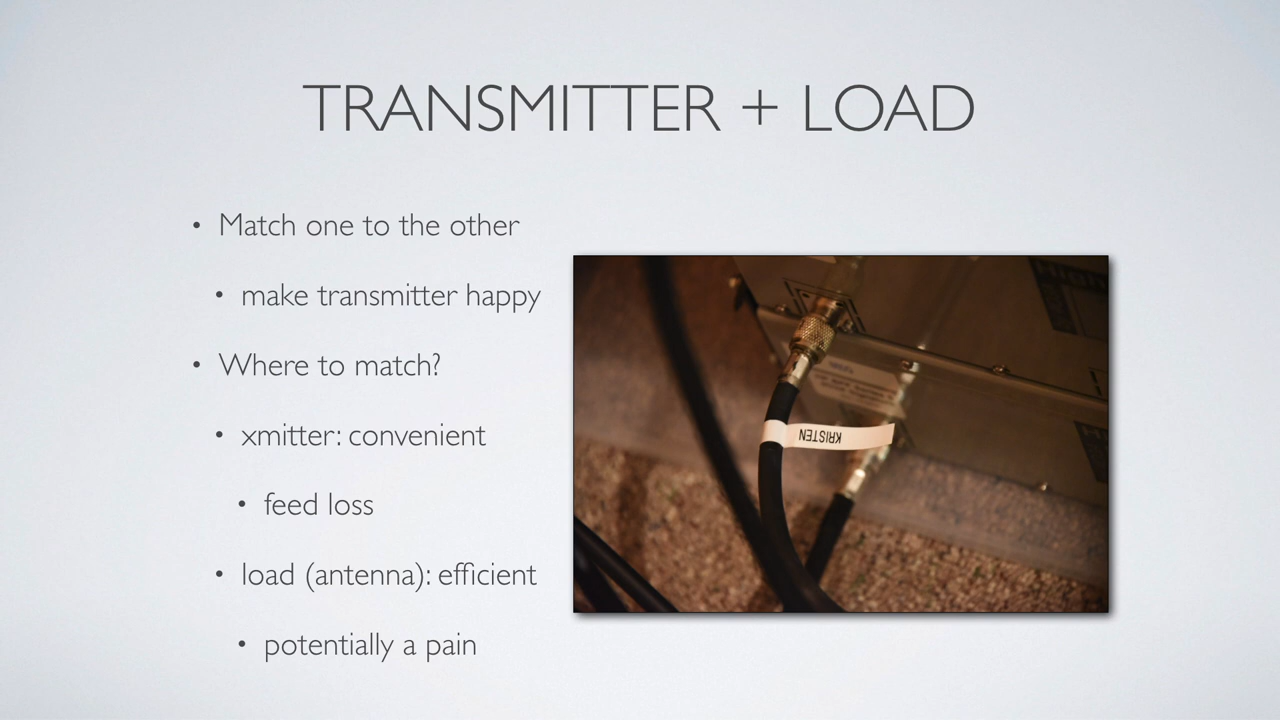 TRANSMITTER + LOAD
• Match one to the other
• make transmitter happy
• Where to match?
• xmitter: convenient
• feed loss
• load (antenna): efficient
• potentially a pain
KRISTEN